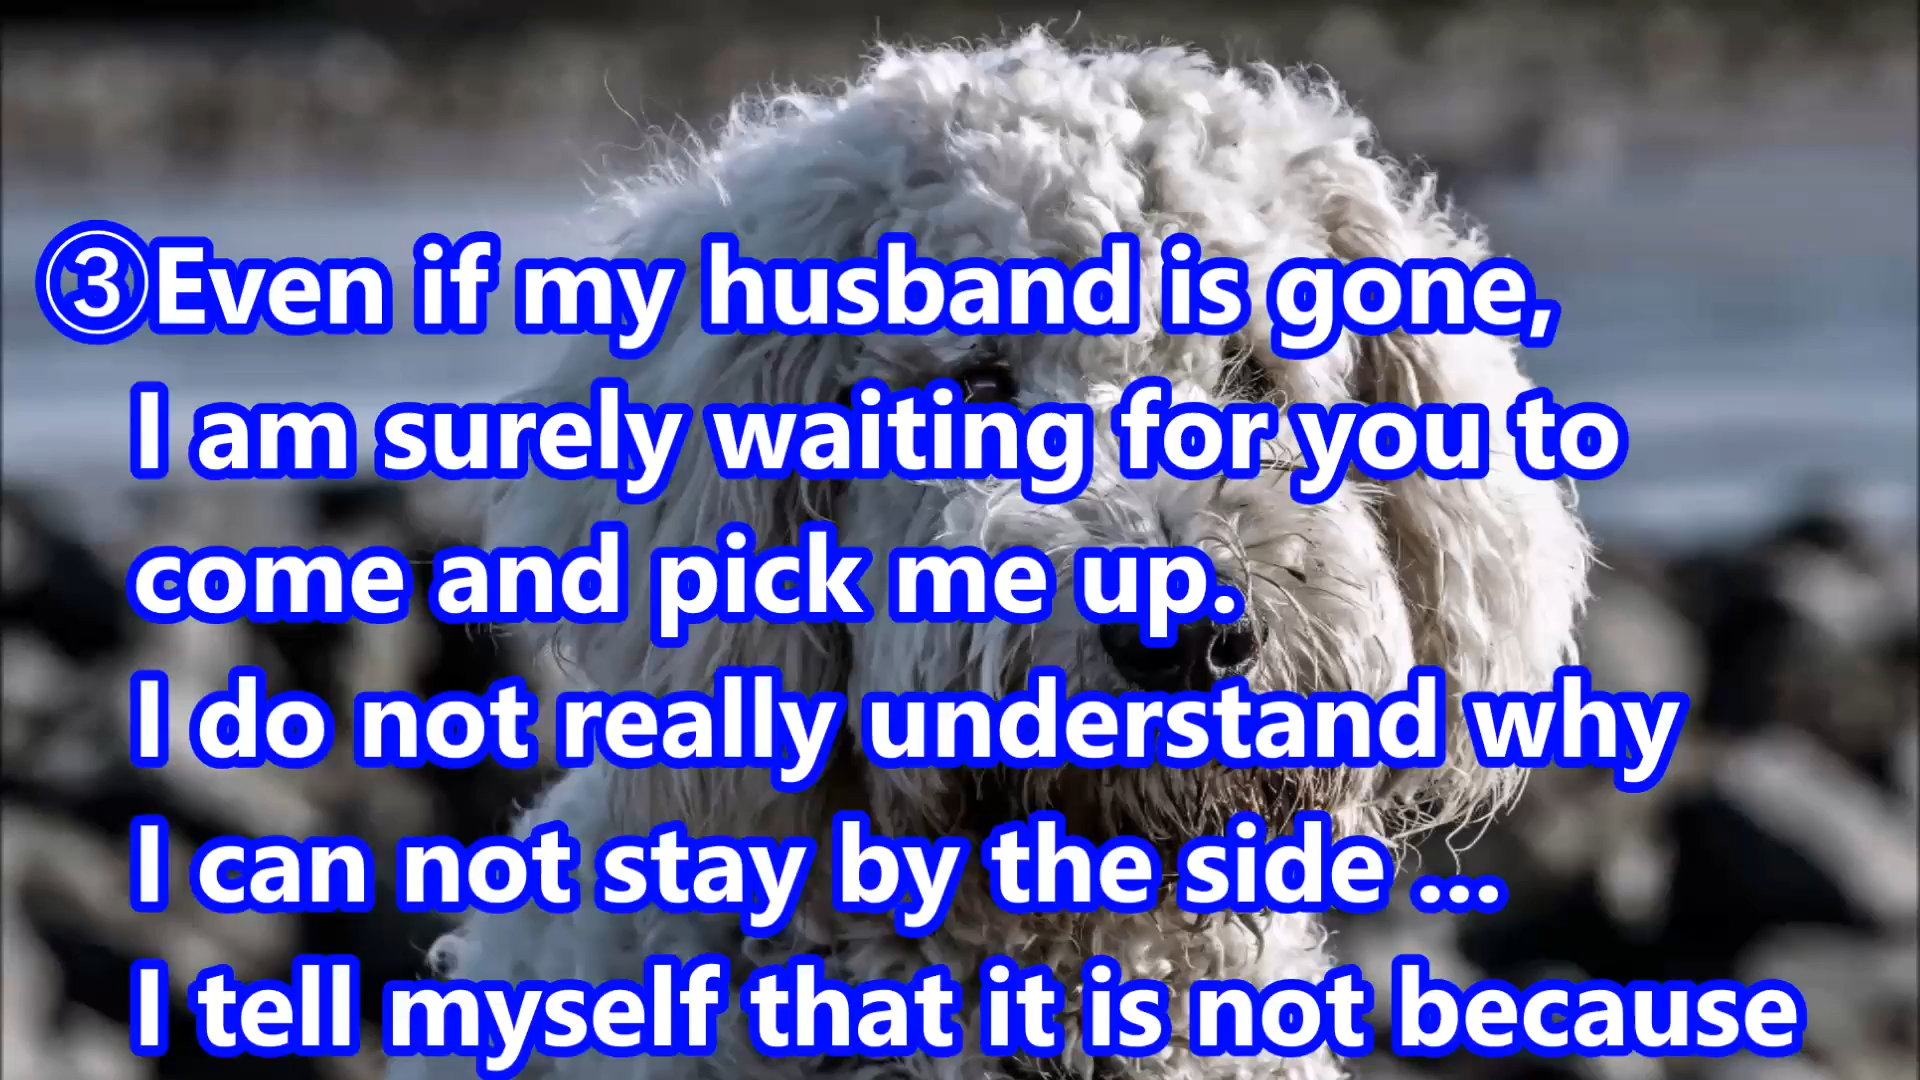 ③Even if my husband is gone,
I am surely waiting for you to
come and pick me up.
I do not really understand why
I can not stay by the side ...
I tell myself that it is not because